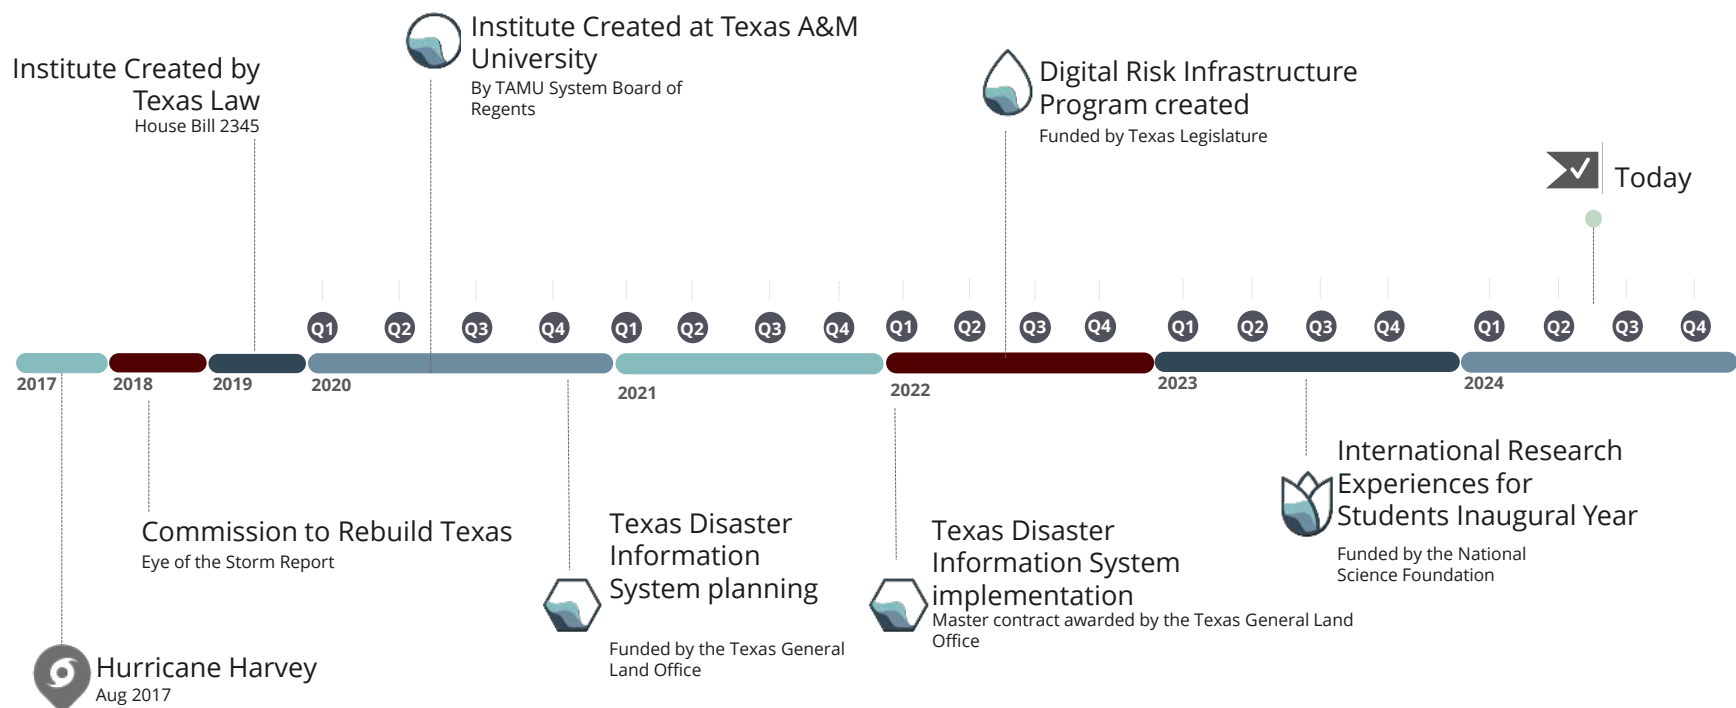 Institute Created by
Texas Law
House Bill 2345
Institute Created at Texas A&M
University
By TAMU System Board of
Regents
Digital Risk Infrastructure
Program created
Funded by Texas Legislature
Today
Q1 Q2 Q3 Q4 Q1 Q2 Q3 Q4 Q1 Q2 Q3 Q4 Q1 Q2 Q3 Q4 Q1 Q2 Q3 Q4
2017 2018 2019 2020 2021 2022 2023 2024
Hurricane Harvey
Aug 2017
Commission to Rebuild Texas
Eye of the Storm Report
Texas Disaster
Information
System planning
Funded by the Texas General
Land Office
Texas Disaster
Information System
implementation
Master contract awarded by the Texas General Land
Office
International Research
Experiences for
Students Inaugural Year
Funded by the National
Science Foundation